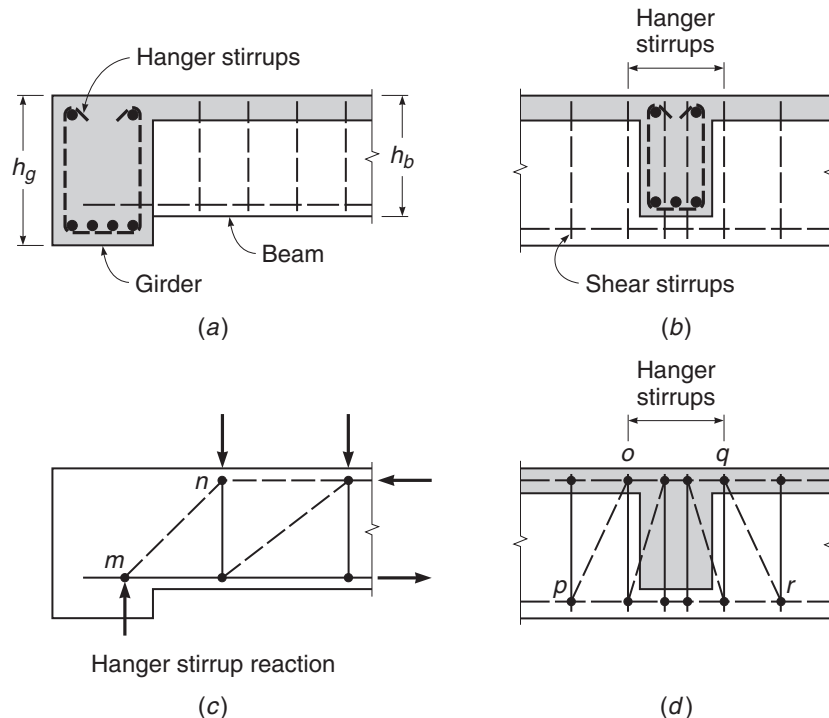 Hanger stirrups
h_g
h_b
Beam
Girder
(a)
Hanger
stirrups
Shear stirrups
(b)
n
m
Hanger stirrup reaction
(c)
Hanger
stirrups
o
q
p
r
(d)